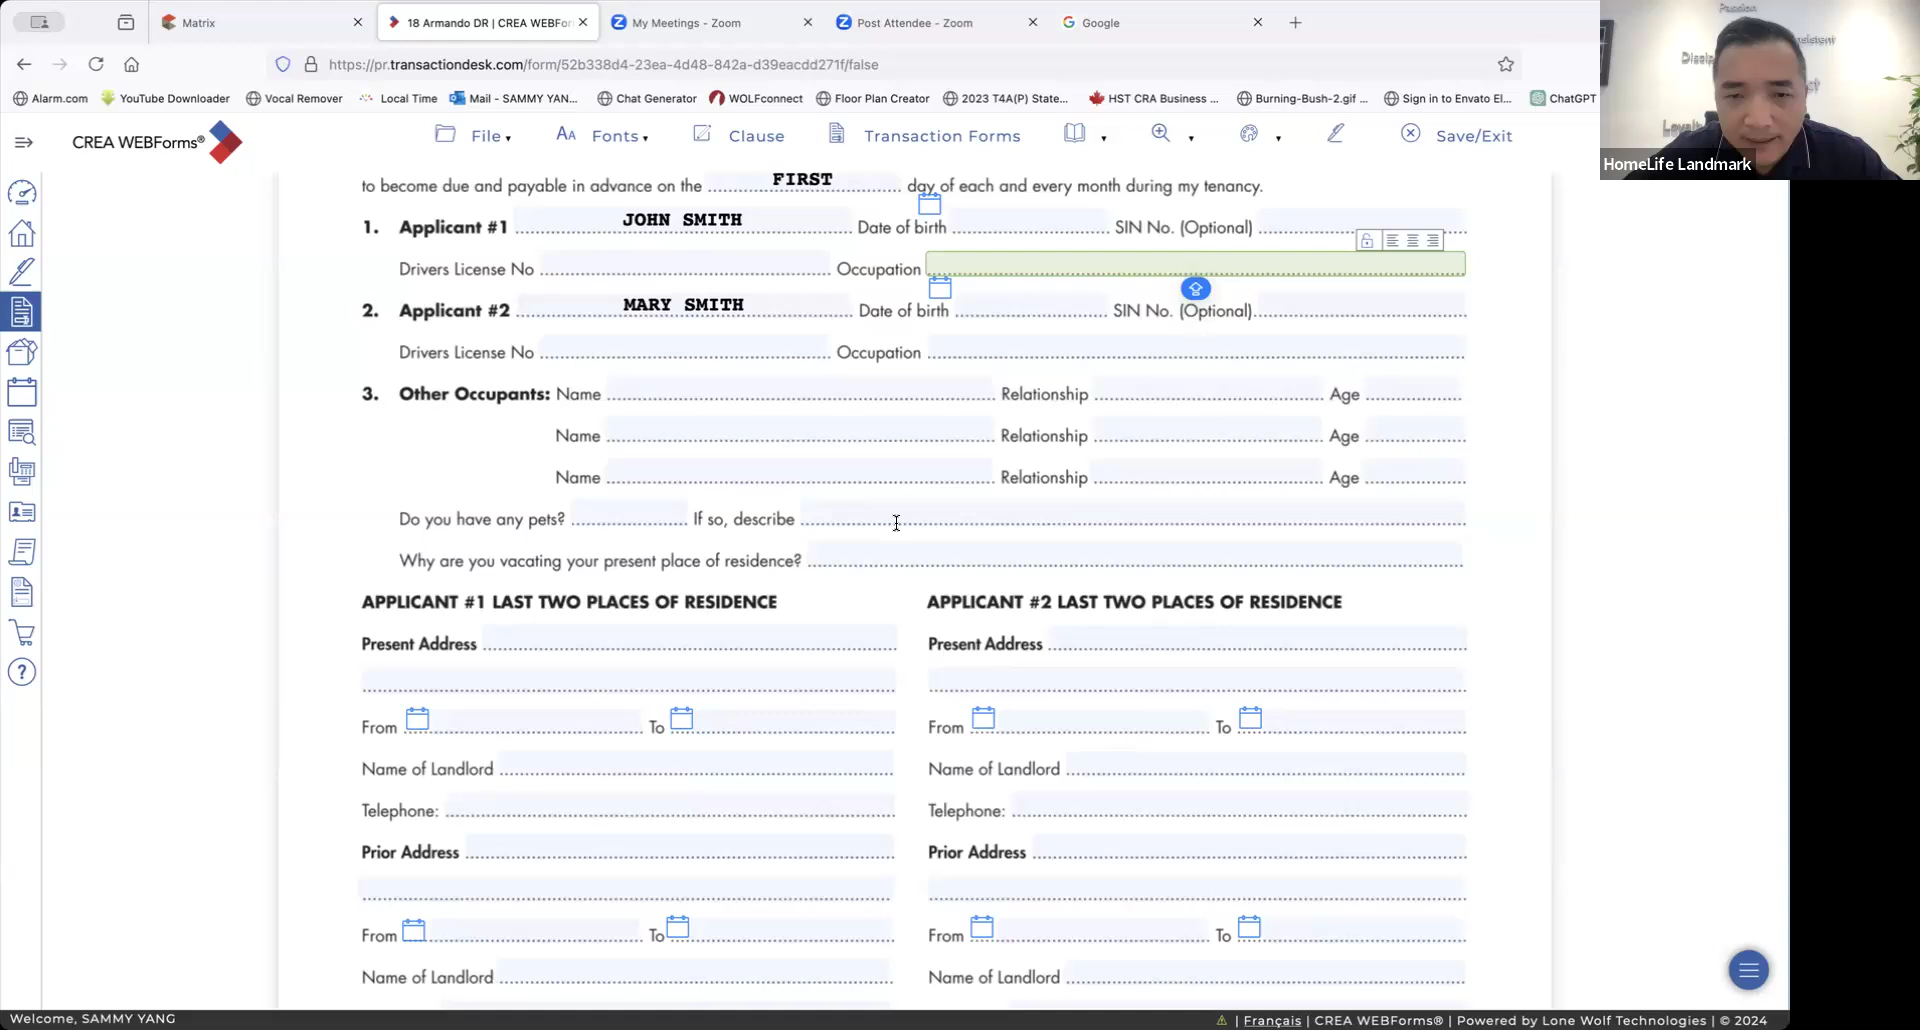 Matrix
18 Armando DR | CREA WEBFor
My Meetings - Zoom
Post Attendee - Zoom
Google
https://pr.transactiondesk.com/form/52b338d4-23ea-4d48-842a-d39eacdd271f/false
Alarm.com
YouTube Downloader
Vocal Remover
Local Time
Mail - SAMMY YAN...
Chat Generator
WOLFconnect
Floor Plan Creator
2023 T4A(P) State...
HST CRA Business ...
Burning-Bush-2.gif ...
Sign in to Envato El...
ChatGPT
CREA WEBForms®
File
Fonts
Clause
Transaction Forms
Save/Exit
Passion
HomeLife Landmark
to become due and payable in advance on the FIRST day of each and every month during my tenancy.
1. Applicant #1 JOHN SMITH Date of birth SIN No. (Optional)
Drivers License No Occupation
2. Applicant #2 MARY SMITH Date of birth SIN No. (Optional)
Drivers License No Occupation
3. Other Occupants: Name Relationship Age
Name Relationship Age
Name Relationship Age
Do you have any pets? If so, describe
Why are you vacating your present place of residence?
APPLICANT #1 LAST TWO PLACES OF RESIDENCE
APPLICANT #2 LAST TWO PLACES OF RESIDENCE
Present Address Present Address
From To From To
Name of Landlord Name of Landlord
Telephone: Telephone:
Prior Address Prior Address
From To From To
Name of Landlord Name of Landlord
Welcome, SAMMY YANG
| Français | CREA WEBForms® | Powered by Lone Wolf Technologies | © 2024